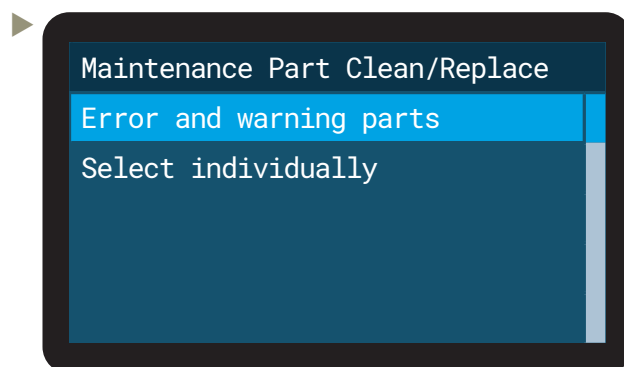 Maintenance Part Clean/Replace
Error and warning parts
Select individually